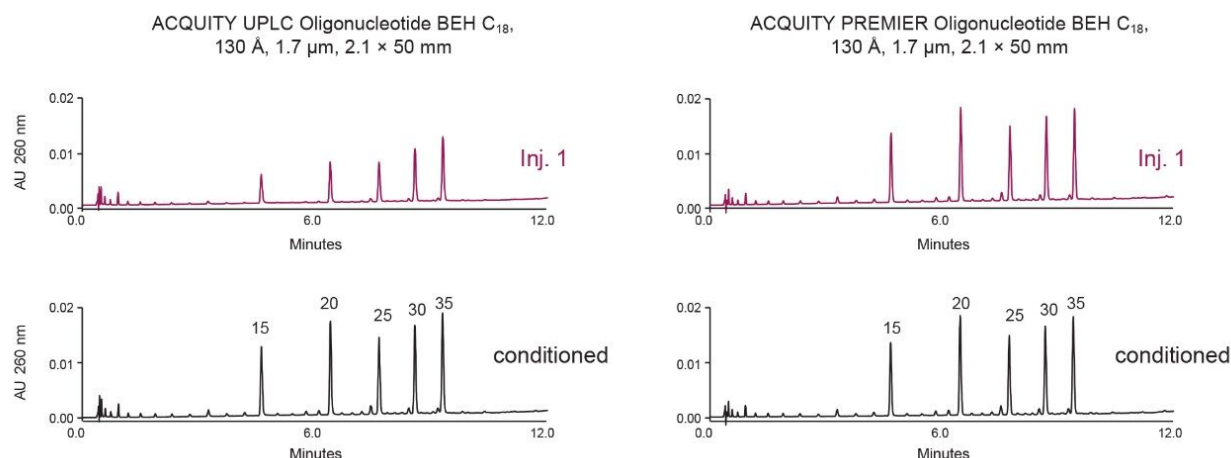 ACQUITY UPLC Oligonucleotide BEH C₁₈,
130 Å, 1.7 µm, 2.1 × 50 mm
AU 260 nm
0.02
0.01
0.00
Inj. 1
0.0
6.0
12.0
Minutes
AU 260 nm
0.02
0.01
0.00
15
20
25
30
35
conditioned
0.0
6.0
12.0
Minutes
ACQUITY PREMIER Oligonucleotide BEH C₁₈,
130 Å, 1.7 µm, 2.1 × 50 mm
0.02
0.01
0.00
Inj. 1
0.0
6.0
12.0
Minutes
0.02
0.01
0.00
15
20
25
30
35
conditioned
0.0
6.0
12.0
Minutes